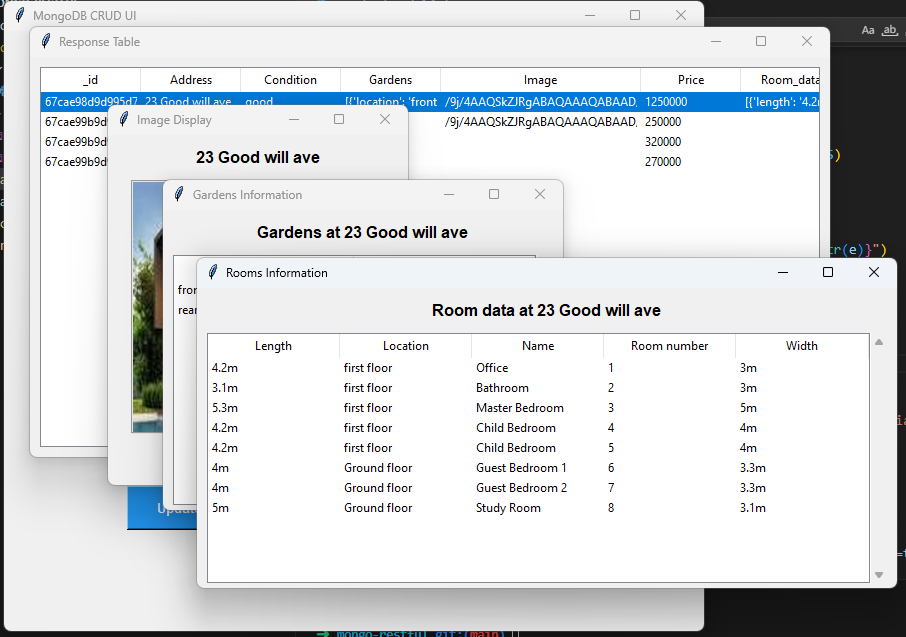 MongoDB CRUD UI
Aa ab
Response Table
_id Address Condition Gardens Image Price Room_data
67cae98d9d995d7 23 Good will ave good [{'location': 'front /9j/4AAQSkZJRgABAQAAAQABAAD, 1250000 [{'length': '4.2m
67cae99b9d /9j/4AAQSkZJRgABAQAAAQABAAD, 250000
67cae99b9d 320000
67cae99b9d 270000
Image Display
23 Good will ave
Gardens Information
Gardens at 23 Good will ave
tr(e)}")
Rooms Information
Room data at 23 Good will ave
Length Location Name Room number Width
4.2m first floor Office 1 3m
3.1m first floor Bathroom 2 3m
5.3m first floor Master Bedroom 3 5m
4.2m first floor Child Bedroom 4 4m
4.2m first floor Child Bedroom 5 4m
4m Ground floor Guest Bedroom 1 6 3.3m
4m Ground floor Guest Bedroom 2 7 3.3m
5m Ground floor Study Room 8 3.1m
mongo-restful git:(main)